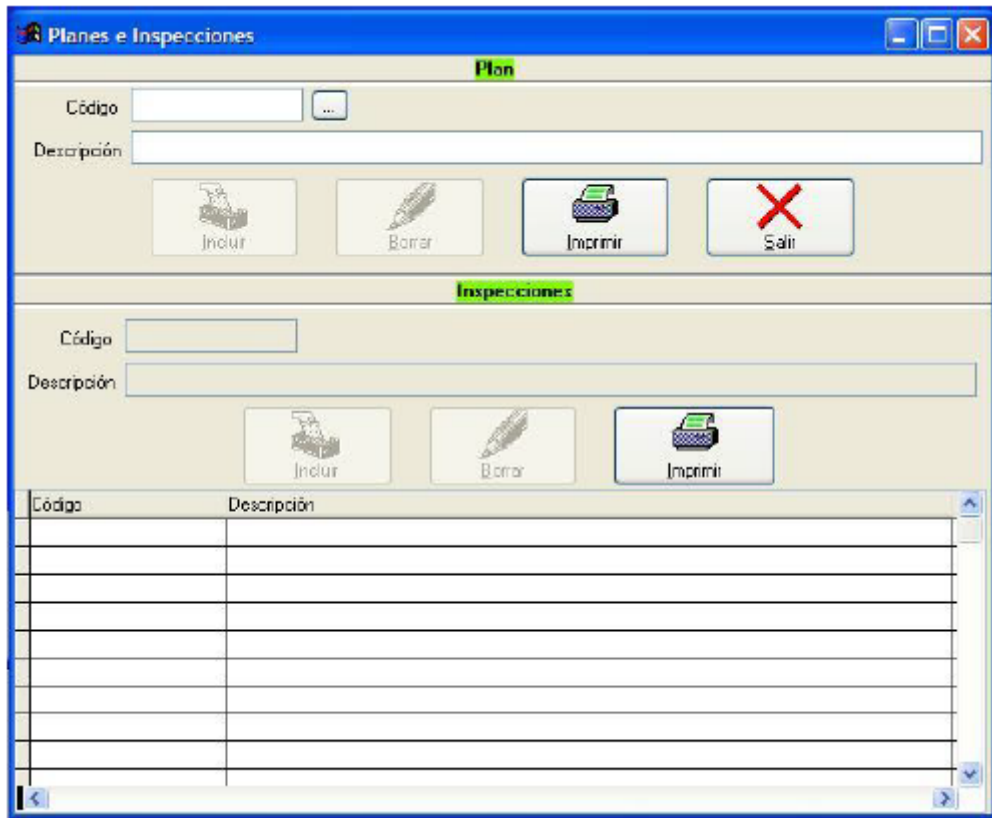 Planes e Inspecciones
Plan
Código ...
Descripción
Incluir Borrar Imprimir Salir
Inspecciones
Código
Descripción
Incluir Borrar Imprimir
Código Descripción